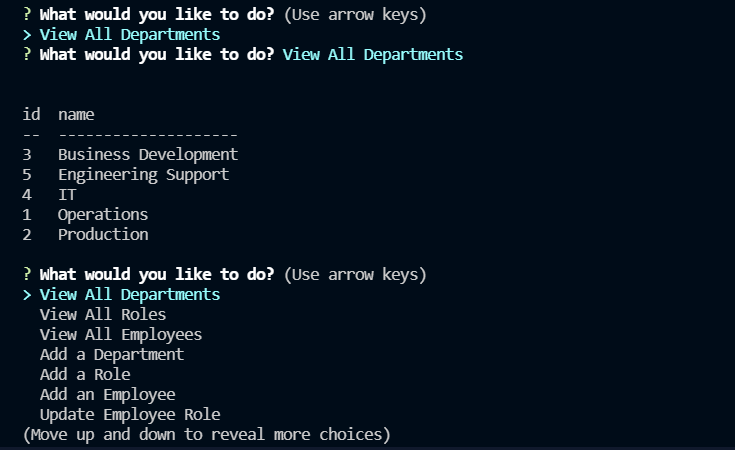 ? What would you like to do? (Use arrow keys)
> View All Departments
? What would you like to do? View All Departments
id  name
--  --------------------
3   Business Development
5   Engineering Support
4   IT
1   Operations
2   Production
? What would you like to do? (Use arrow keys)
> View All Departments
  View All Roles
  View All Employees
  Add a Department
  Add a Role
  Add an Employee
  Update Employee Role
(Move up and down to reveal more choices)